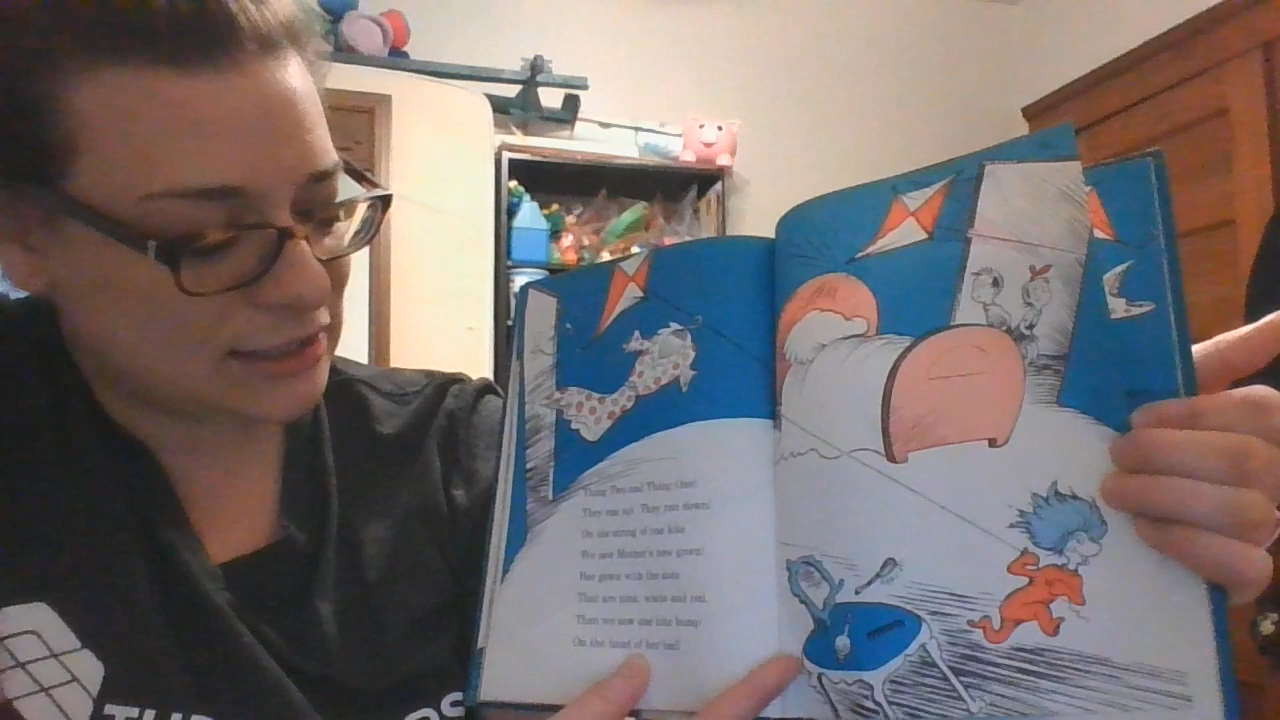 Thing Two and Thing One!
They ran up! They ran down!
On the string of one kite
We saw Mother's new gown!
Her gown with the dots
That are pink, white and red.
Then we saw one kite bump
On the head of her bed!